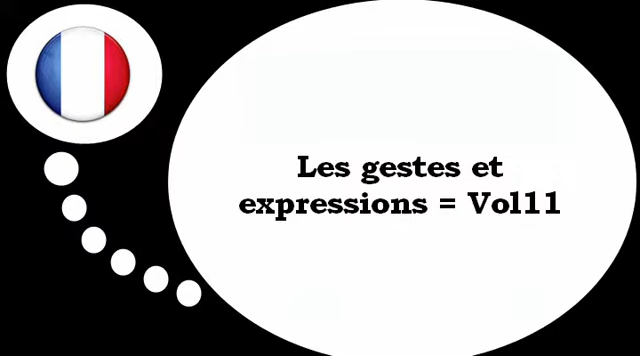 Les gestes et
expressions = Vol11